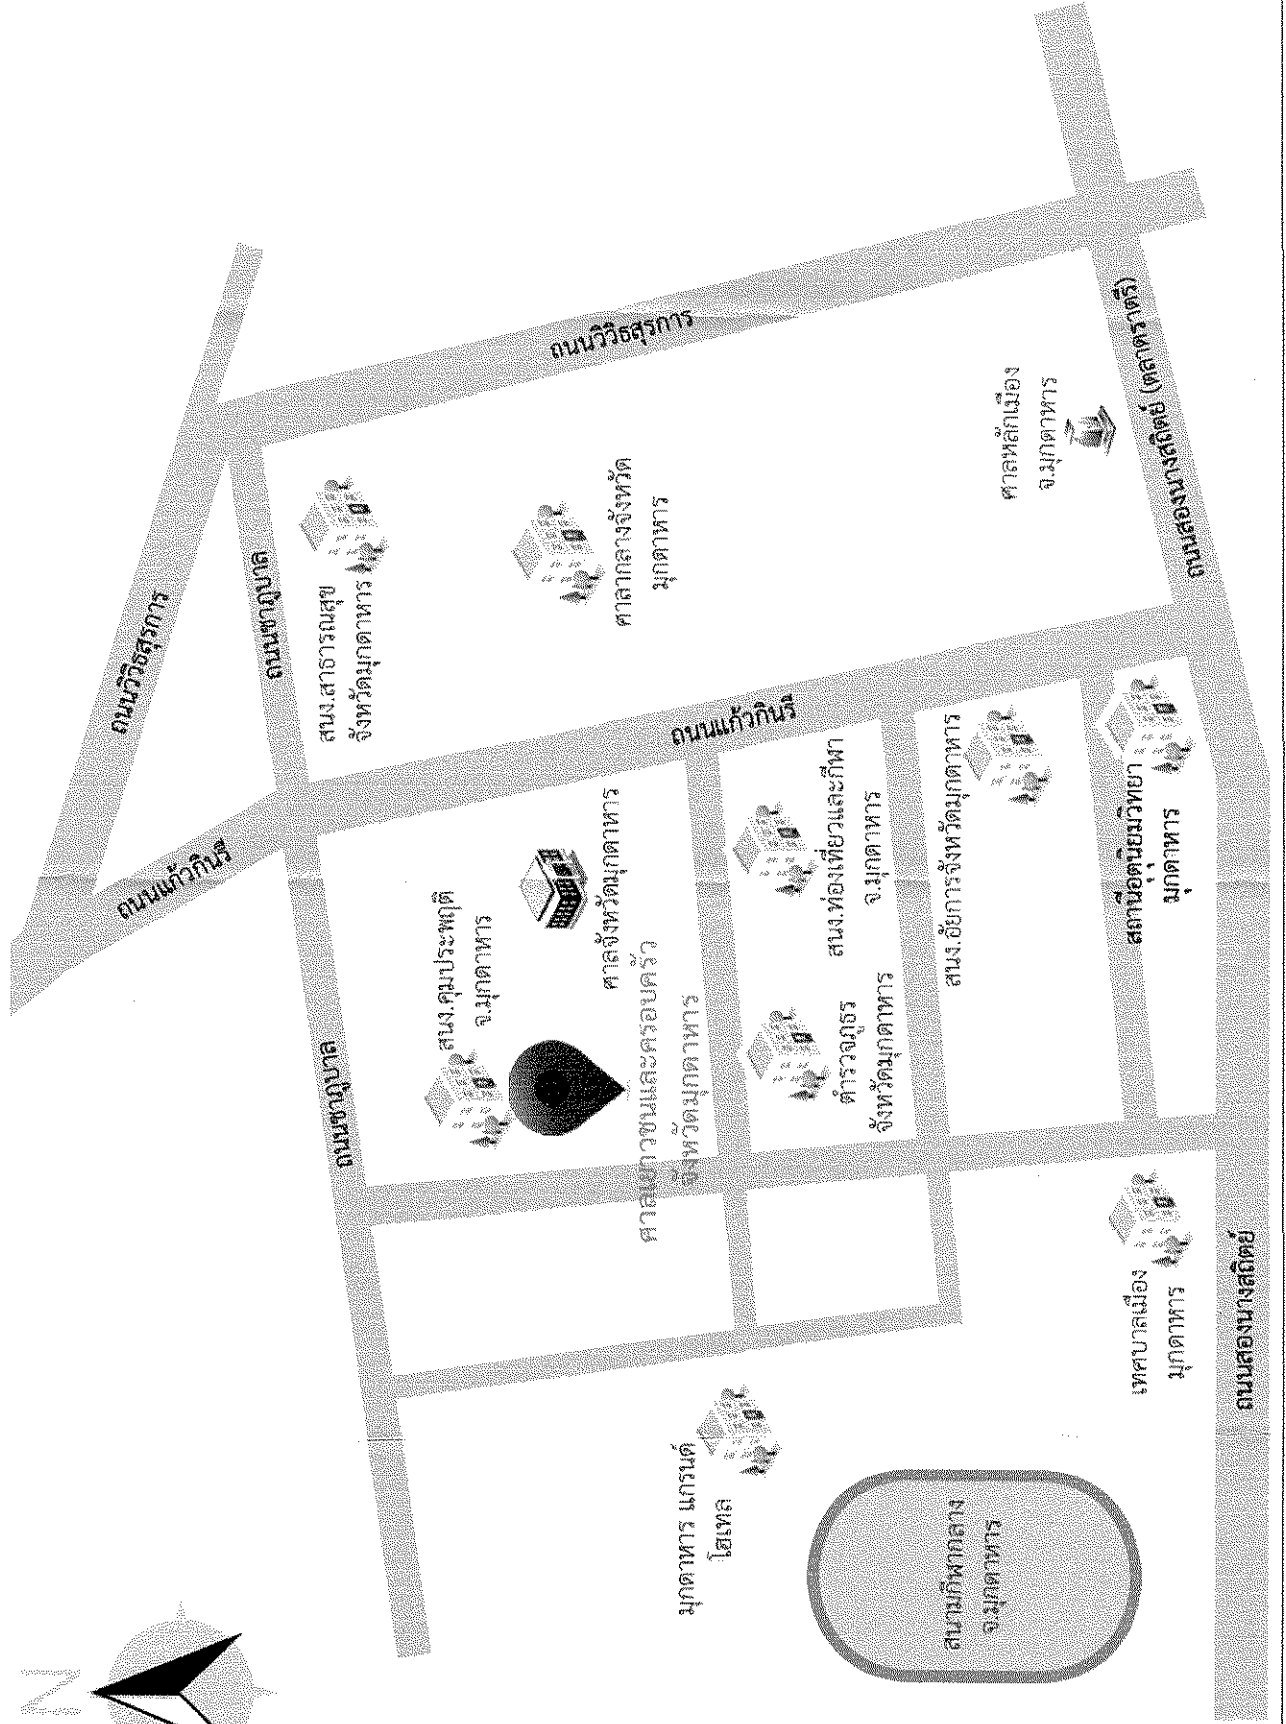 N
ถนนวิวิธสุรการ
ถนนแก้วกินรี
ถนนชาภูบาล
ถนนชาภูบาล
สนง.สาธารณสุข
จังหวัดมุกดาหาร
ถนนวิวิธสุรการ
ศาลากลางจังหวัด
มุกดาหาร
สนง.คุมประพฤติ
จ.มุกดาหาร
ศาลจังหวัดมุกดาหาร
ศาลเยาวชนและครอบครัว
จังหวัดมุกดาหาร
ถนนแก้วกินรี
มุกดาหาร แกรนด์
โฮเทล
ตำรวจภูธร
จังหวัดมุกดาหาร
สนง.ท่องเที่ยวและกีฬา
จ.มุกดาหาร
สนง.อัยการจังหวัดมุกดาหาร
ศาลหลักเมือง
จ.มุกดาหาร
สนามกีฬากลาง
จ.มุกดาหาร
เทศบาลเมือง
มุกดาหาร
สถานีอุตุนิยมวิทยา
มุกดาหาร
ถนนสองนางสถิตย์
ถนนสองนางสถิตย์ (ตลาดราตรี)